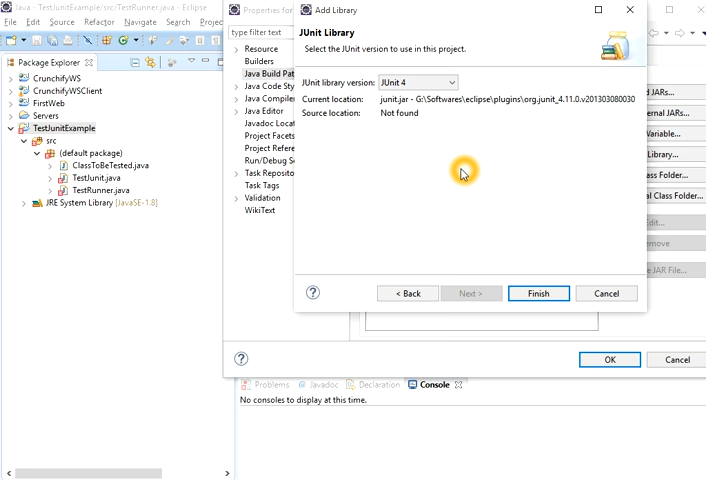 Java - TestJunitExample/src/TestRunner.java - Eclipse
File Edit Source Refactor Navigate Search Project
Package Explorer
CrunchifyWS
CrunchifyWSClient
FirstWeb
Servers
TestJunitExample
src
(default package)
ClassToBeTested.java
TestJunit.java
TestRunner.java
JRE System Library [JavaSE-1.8]
Properties for
type filter text
Resource
Builders
Java Build Pat
Java Code Sty
Java Compiler
Java Editor
Javadoc Locat
Project Facets
Project Refere
Run/Debug Se
Task Reposito
Task Tags
Validation
WikiText
Add Library
JUnit Library
Select the JUnit version to use in this project.
JUnit library version: JUnit 4
Current location: junit.jar - G:\Softwares\eclipse\plugins\org.junit_4.11.0.v201303080030
Source location: Not found
< Back Next > Finish Cancel
d JARs...
ernal JARs...
Variable...
Library...
ass Folder...
al Class Folder...
Edit...
emove
e JAR File...
OK Cancel
Problems @ Javadoc Declaration Console
No consoles to display at this time.